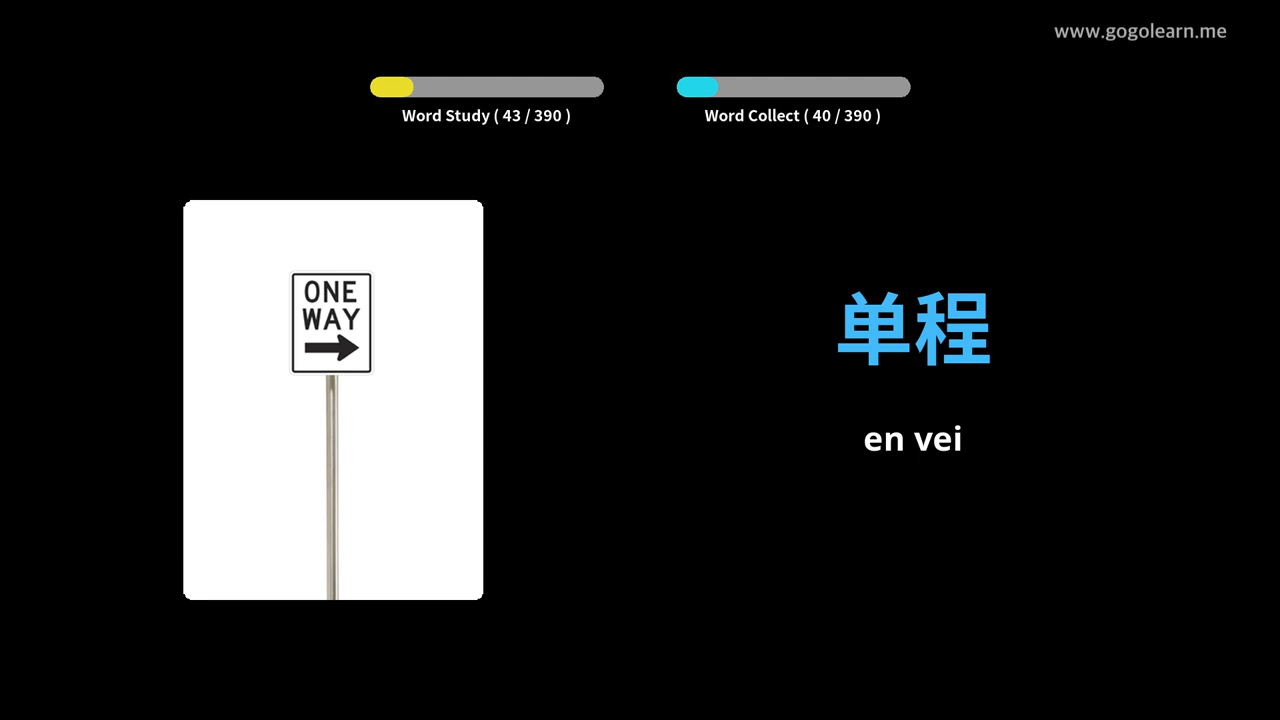 www.gogolearn.me
Word Study ( 43 / 390 )
Word Collect ( 40 / 390 )
ONE
WAY
单程
en vei